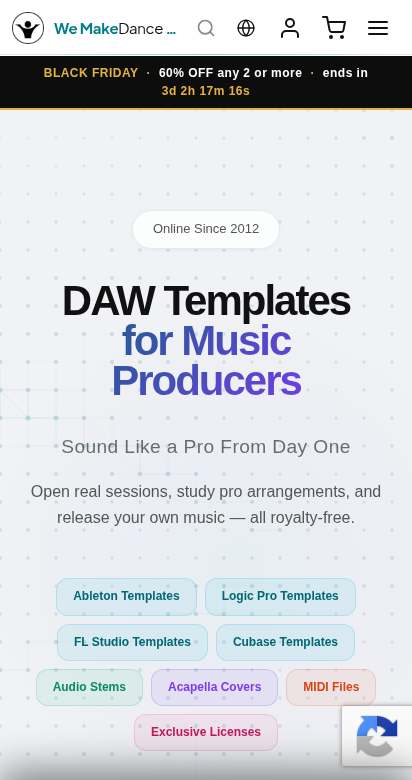 We MakeDance ...
BLACK FRIDAY · 60% OFF any 2 or more · ends in
3d 2h 17m 16s
Online Since 2012
DAW Templates
for Music
Producers
Sound Like a Pro From Day One
Open real sessions, study pro arrangements, and
release your own music — all royalty-free.
Ableton Templates
Logic Pro Templates
FL Studio Templates
Cubase Templates
Audio Stems
Acapella Covers
MIDI Files
Exclusive Licenses